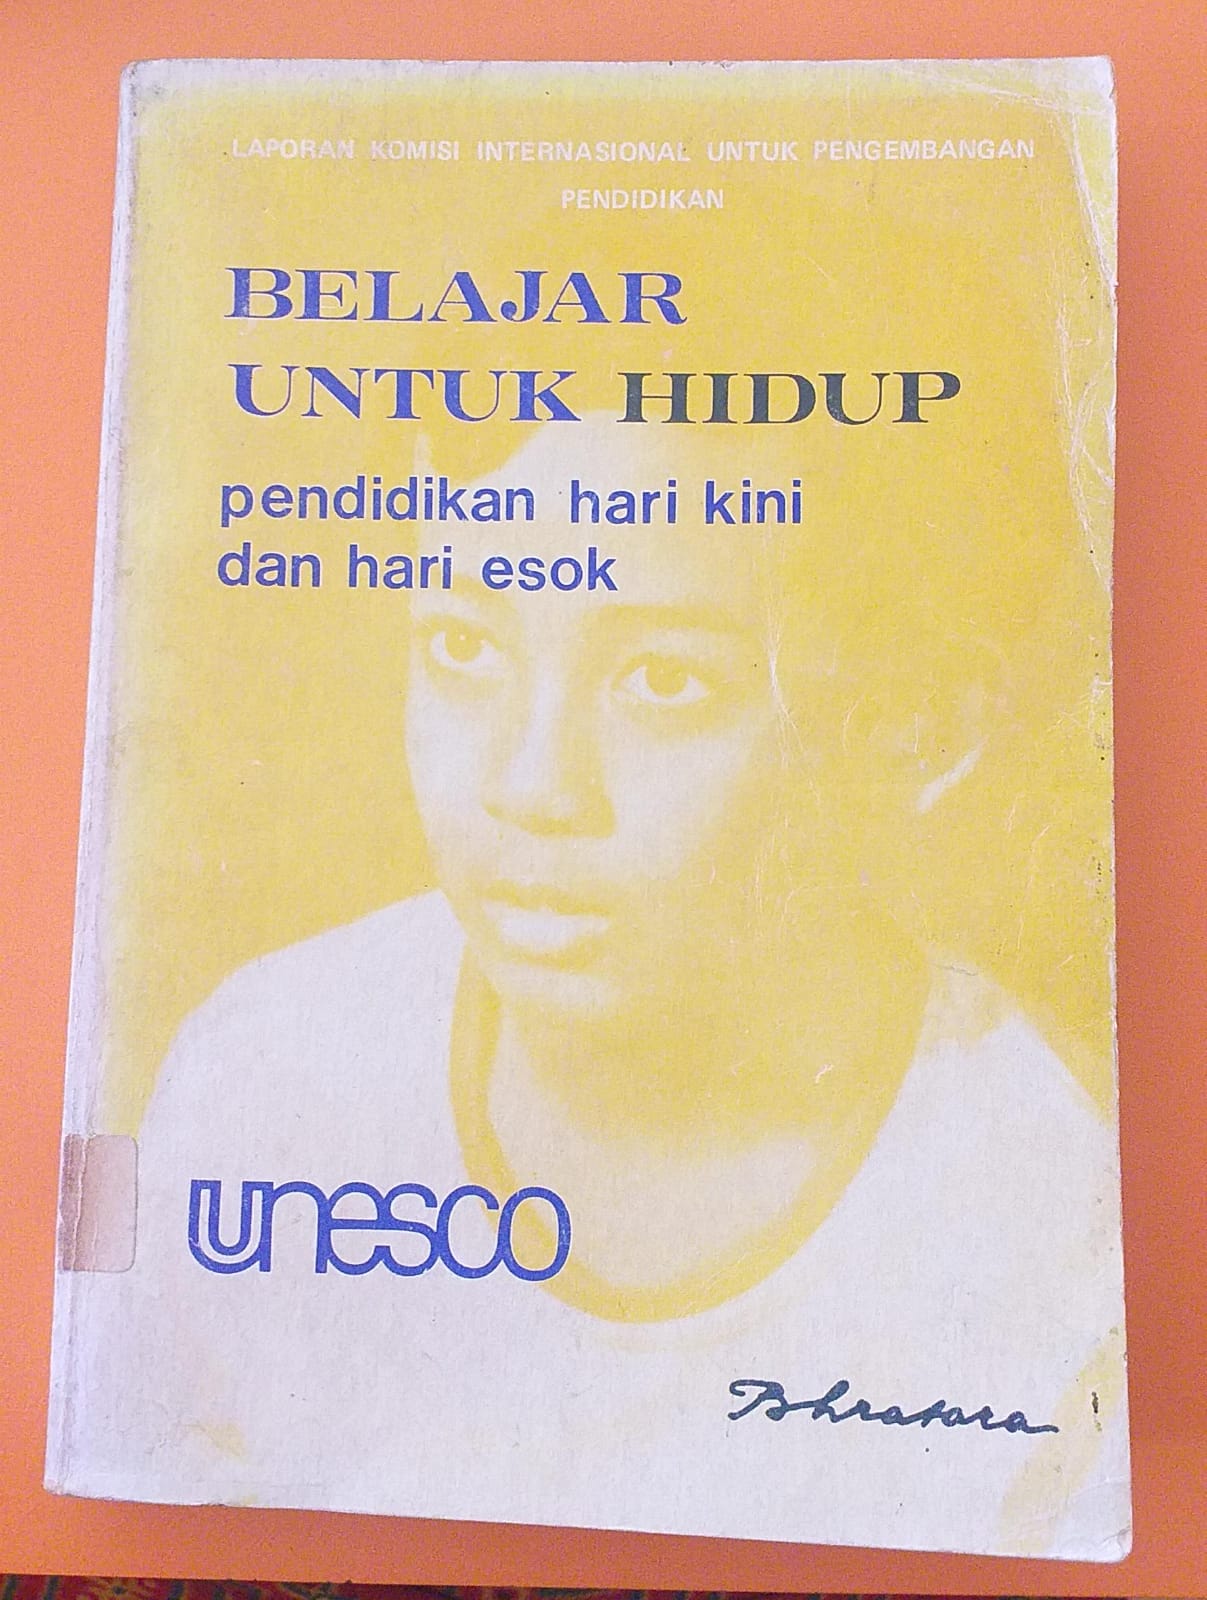 LAPORAN KOMISI INTERNASIONAL UNTUK PENGEMBANGAN
PENDIDIKAN
BELAJAR
UNTUK HIDUP
pendidikan hari kini
dan hari esok
unesco
Bhratara